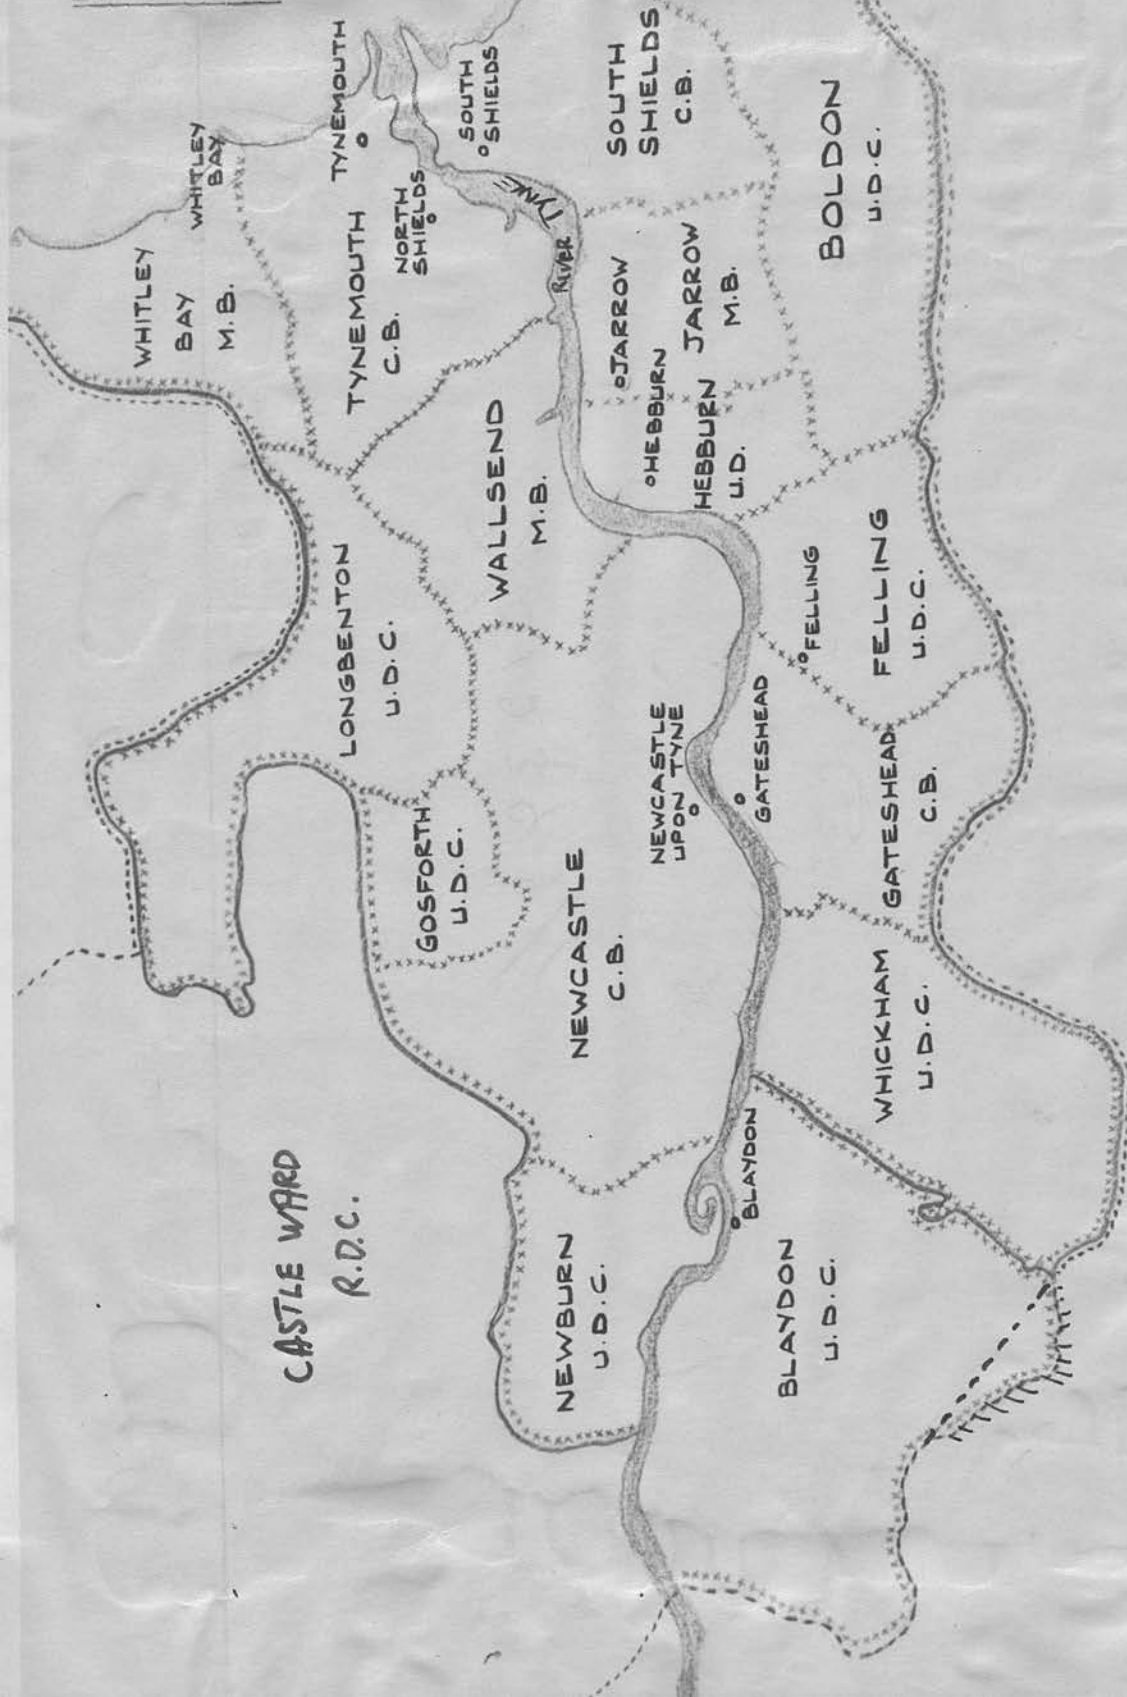 WHITLEY
BAY
M.B.
WHITLEY
BAY
TYNEMOUTH
TYNEMOUTH
C.B.
NORTH
SHIELDS
SOUTH
SHIELDS
RIVER TYNE
SOUTH
SHIELDS
C.B.
BOLDON
U.D.C.
JARROW
JARROW
M.B.
HEBBURN
HEBBURN
U.D.
WALLSEND
M.B.
LONGBENTON
U.D.C.
GOSFORTH
U.D.C.
NEWCASTLE
UPON TYNE
NEWCASTLE
C.B.
FELLING
FELLING
U.D.C.
GATESHEAD
GATESHEAD
C.B.
WHICKHAM
U.D.C.
CASTLE WARD
R.D.C.
NEWBURN
U.D.C.
BLAYDON
BLAYDON
U.D.C.